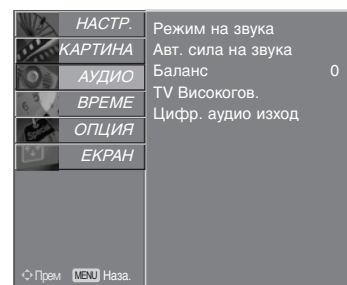 НАСТР.
КАРТИНА
АУДИО
ВРЕМЕ
ОПЦИЯ
ЕКРАН
Прем MENU Наза.
Режим на звука
Авт. сила на звука
Баланс 0
TV Високогов.
Цифр. аудио изход